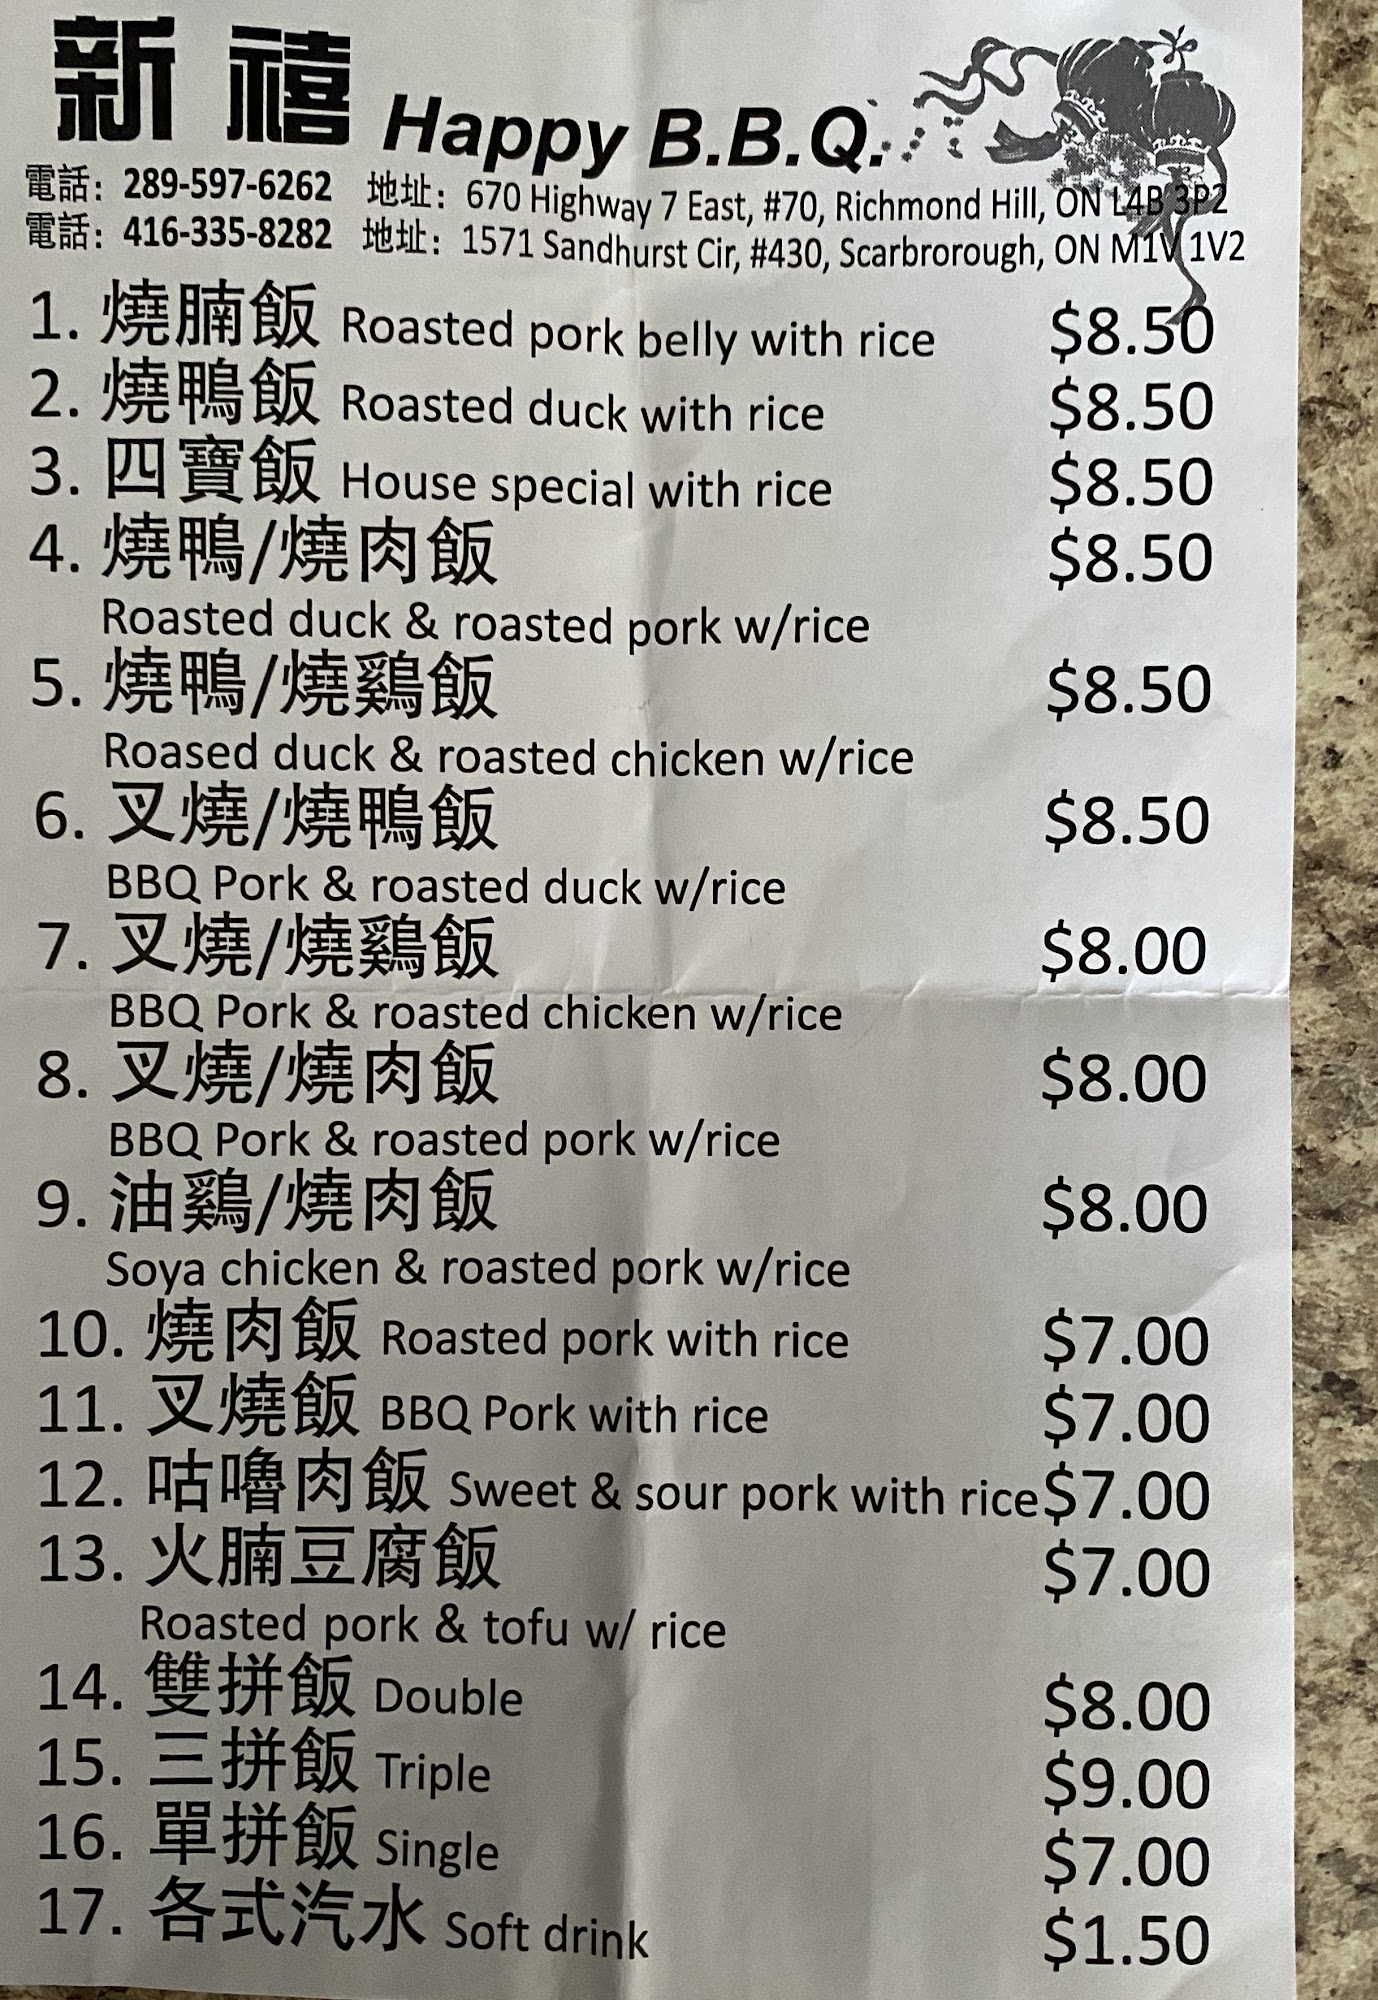 新禧 Happy B.B.Q.
電話：289-597-6262 地址：670 Highway 7 East, #70, Richmond Hill, ON L4B 3P2
電話：416-335-8282 地址：1571 Sandhurst Cir, #430, Scarbrorough, ON M1V 1V2
1. 燒腩飯 Roasted pork belly with rice $8.50
2. 燒鴨飯 Roasted duck with rice $8.50
3. 四寶飯 House special with rice $8.50
4. 燒鴨/燒肉飯 $8.50
Roasted duck & roasted pork w/rice
5. 燒鴨/燒鷄飯 $8.50
Roased duck & roasted chicken w/rice
6. 叉燒/燒鴨飯 $8.50
BBQ Pork & roasted duck w/rice
7. 叉燒/燒鷄飯 $8.00
BBQ Pork & roasted chicken w/rice
8. 叉燒/燒肉飯 $8.00
BBQ Pork & roasted pork w/rice
9. 油鷄/燒肉飯 $8.00
Soya chicken & roasted pork w/rice
10. 燒肉飯 Roasted pork with rice $7.00
11. 叉燒飯 BBQ Pork with rice $7.00
12. 咕嚕肉飯 Sweet & sour pork with rice $7.00
13. 火腩豆腐飯 $7.00
Roasted pork & tofu w/ rice
14. 雙拼飯 Double $8.00
15. 三拼飯 Triple $9.00
16. 單拼飯 Single $7.00
17. 各式汽水 Soft drink $1.50